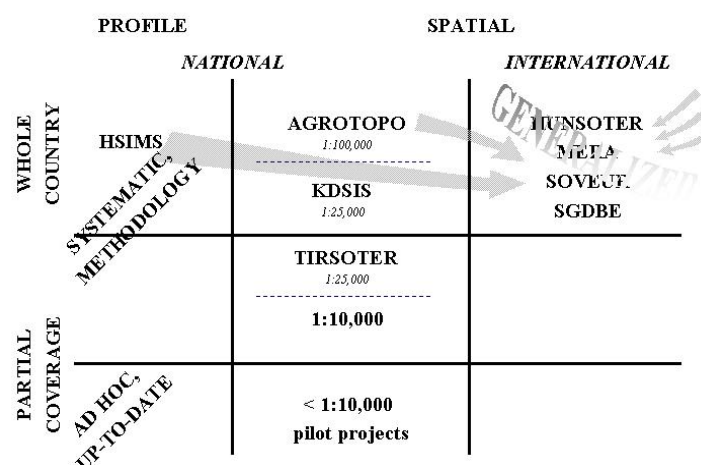 PROFILE SPATIAL
NATIONAL INTERNATIONAL
WHOLE
COUNTRY
HSIMS
SYSTEMATIC,
METHODOLOGY
AGROTOPO
1:100,000
KDSIS
1:25,000
GENERALIZED
HUNSOTER
MERA
SOVEUR
SGDBE
TIRSOTER
1:25,000
1:10,000
PARTIAL
COVERAGE
AD HOC,
UP-TO-DATE
< 1:10,000
pilot projects